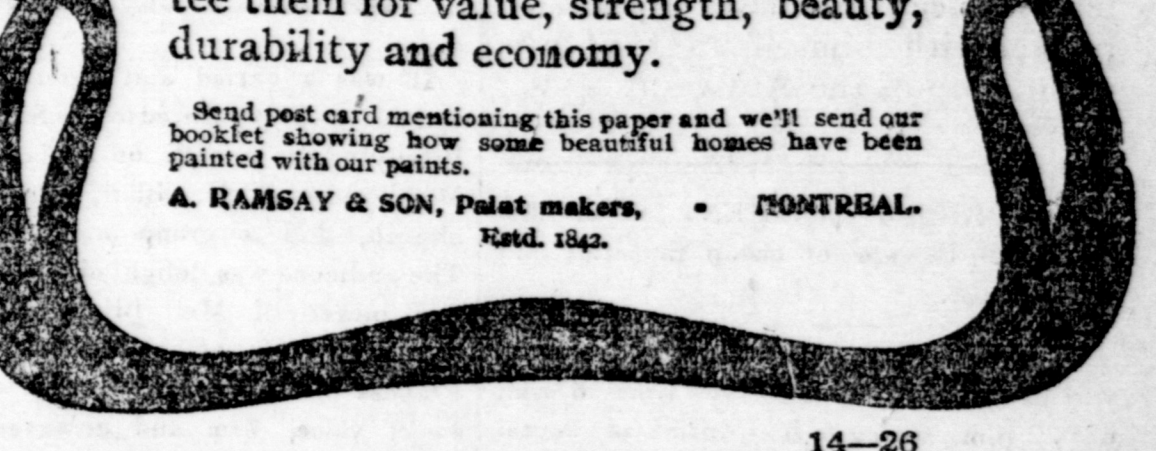 tee them for value, strength, beauty,
durability and economy.
Send post card mentioning this paper and we'll send our
booklet showing how some beautiful homes have been
painted with our paints.
A. RAMSAY & SON, Paint makers, - MONTREAL.
Estd. 1842.
14—26